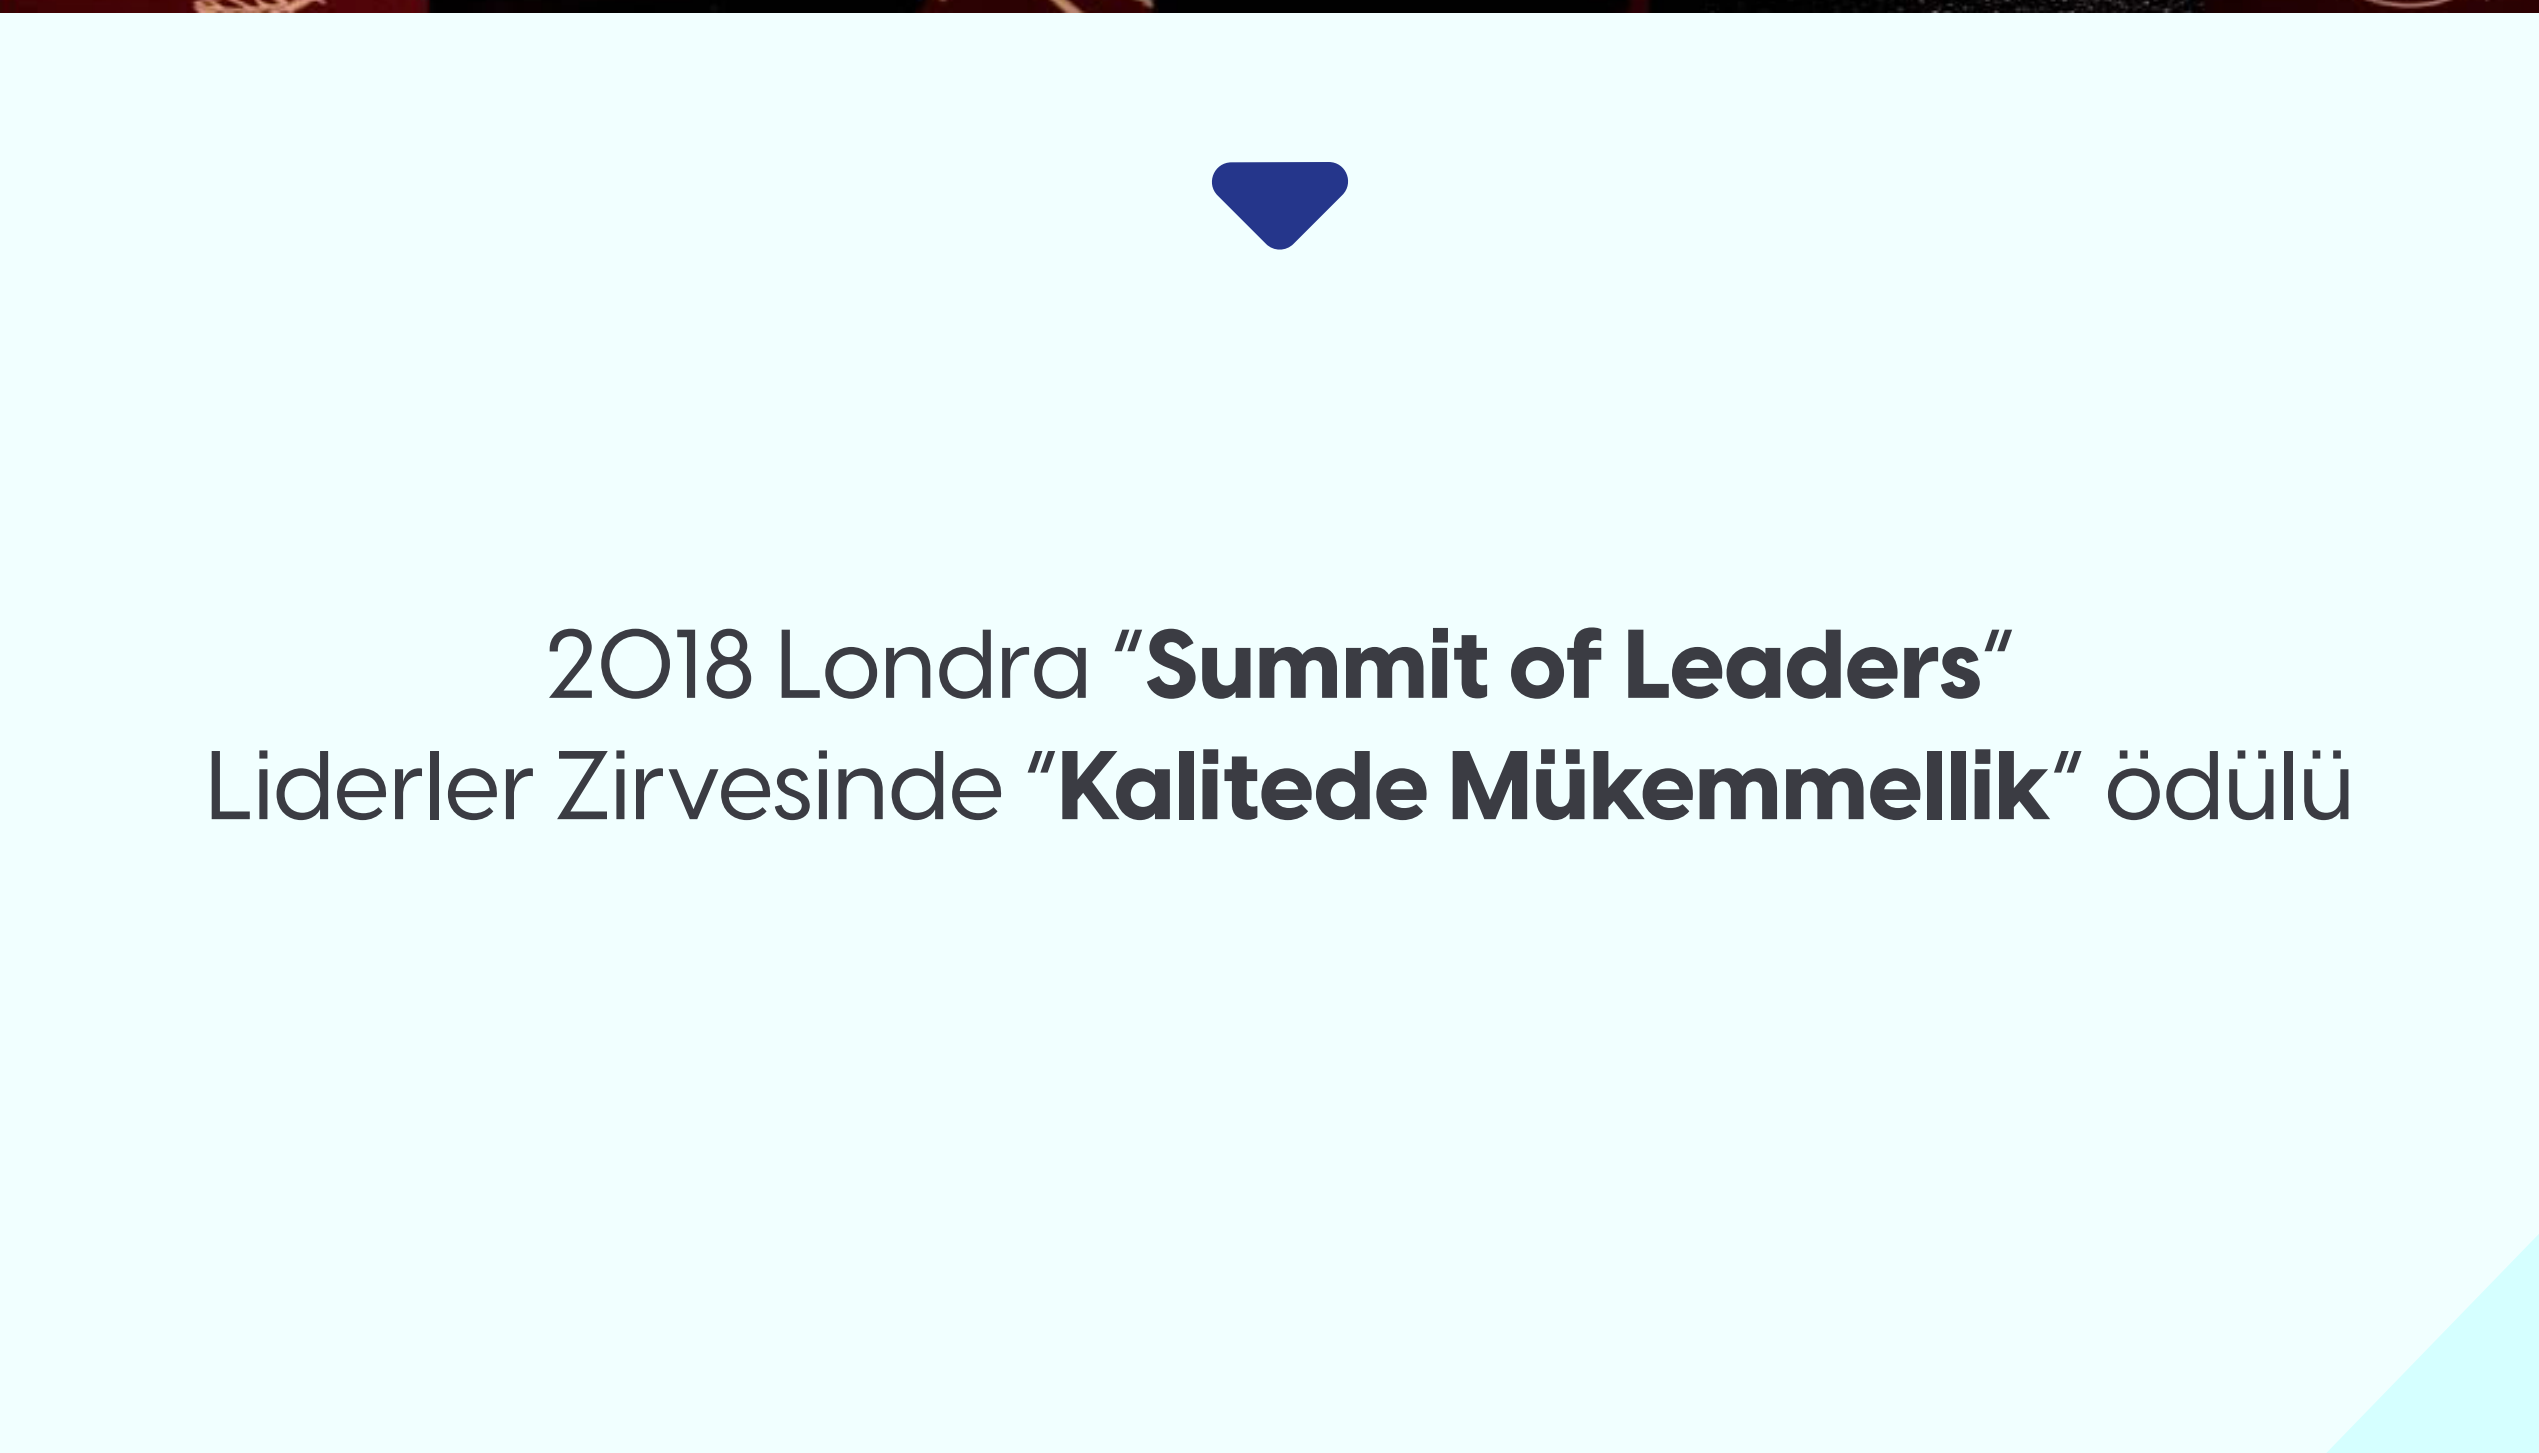 2018 Londra "Summit of Leaders"
Liderler Zirvesinde "Kalitede Mükemmellik" ödülü